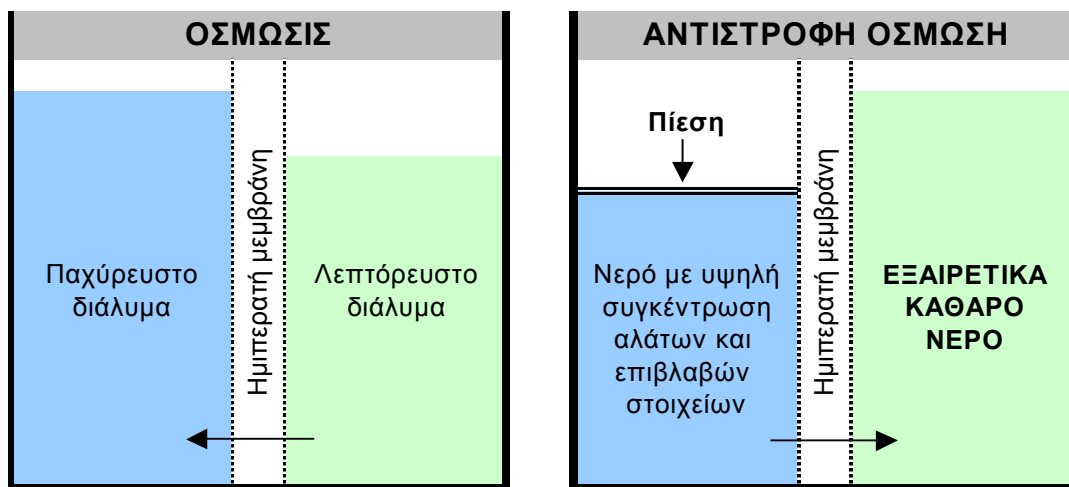 ΟΣΜΩΣΙΣ
Παχύρευστο
διάλυμα
Ημιπερατή μεμβράνη
Λεπτόρευστο
διάλυμα
ΑΝΤΙΣΤΡΟΦΗ ΟΣΜΩΣΗ
Πίεση
Νερό με υψηλή
συγκέντρωση
αλάτων και
επιβλαβών
στοιχείων
Ημιπερατή μεμβράνη
ΕΞΑΙΡΕΤΙΚΑ
ΚΑΘΑΡΟ
ΝΕΡΟ